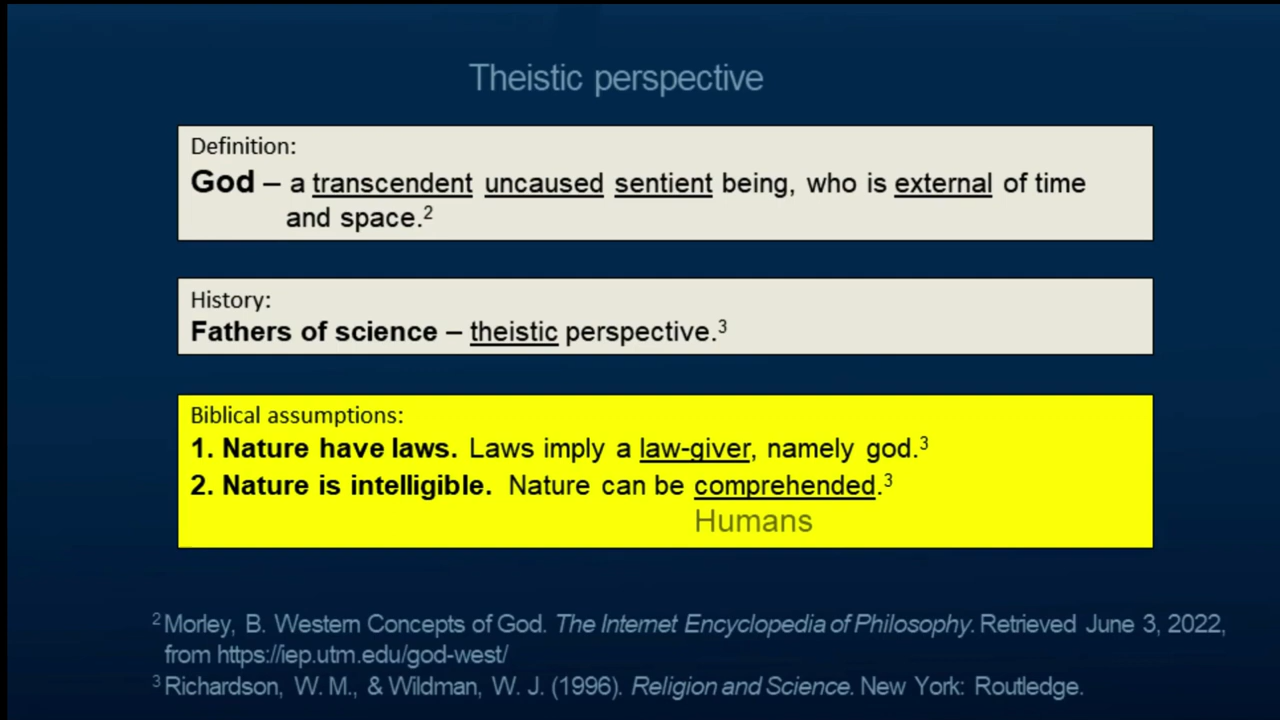 Theistic perspective
Definition:
God – a transcendent uncaused sentient being, who is external of time
and space.2
History:
Fathers of science – theistic perspective.3
Biblical assumptions:
1. Nature have laws. Laws imply a law-giver, namely god.3
2. Nature is intelligible. Nature can be comprehended.3
Humans
2 Morley, B. Western Concepts of God. The Internet Encyclopedia of Philosophy. Retrieved June 3, 2022,
from https://iep.utm.edu/god-west/
3 Richardson, W. M., & Wildman, W. J. (1996). Religion and Science. New York: Routledge.